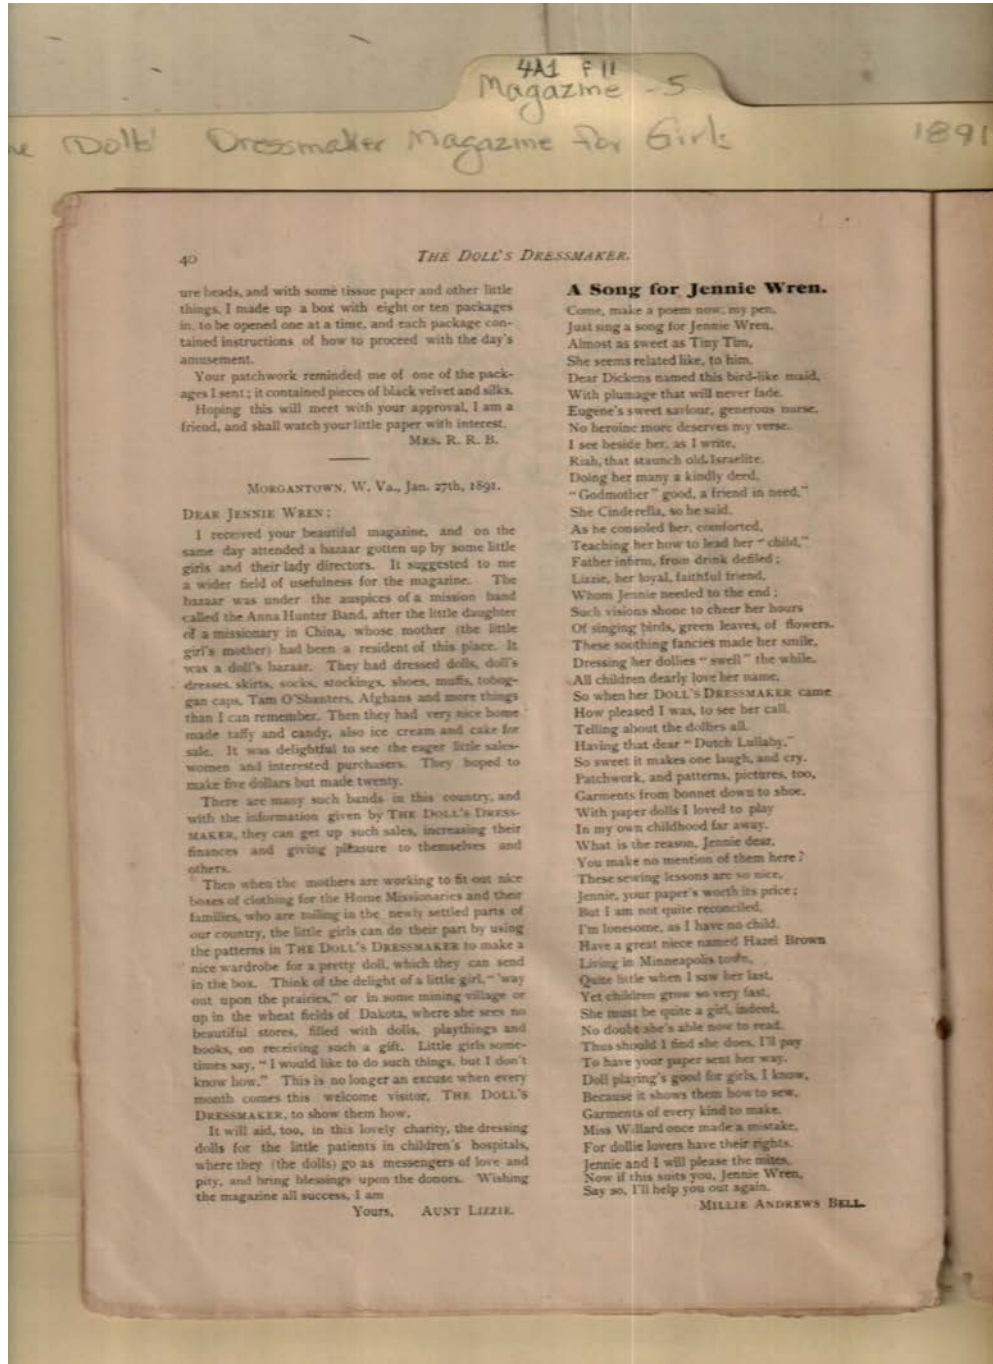 4A1 F11
Magazine - 5
Dolls' Dressmaker Magazine for Girls 1891
40
THE DOLL'S DRESSMAKER.
ure heads, and with some tissue paper and other little
things, I made up a box with eight or ten packages
in, to be opened one at a time, and each package con-
tained instructions of how to proceed with the day's
amusement.
Your patchwork reminded me of one of the pack-
ages I sent; it contained pieces of black velvet and silks.
Hoping this will meet with your approval, I am a
friend, and shall watch your little paper with interest.
MRS. R. R. B.
MORGANTOWN, W. Va., Jan. 27th, 1891.
DEAR JENNIE WREN:
I received your beautiful magazine, and on the
same day attended a bazaar gotten up by some little
girls and their lady directors. It suggested to me
a wider field of usefulness for the magazine. The
bazaar was under the auspices of a mission band
called the Anna Hunter Band, after the little daughter
of a missionary in China, whose mother (the little
girl's mother) had been a resident of this place. It
was a doll's bazaar. They had dressed dolls, doll's
dresses, skirts, socks, stockings, shoes, muffs, tobog-
gan caps, Tam O'Shanters, Afghans and more things
than I can remember. Then they had very nice home
made taffy and candy, also ice cream and cake for
sale. It was delightful to see the eager little sales-
women and interested purchasers. They hoped to
make five dollars but made twenty.
There are many such bands in this country, and
with the information given by THE DOLL'S DRESS-
MAKER, they can get up such sales, increasing their
finances and giving pleasure to themselves and
others.
Then when the mothers are working to fit out nice
boxes of clothing for the Home Missionaries and their
families, who are toiling in the newly settled parts of
our country, the little girls can do their part by using
the patterns in THE DOLL'S DRESSMAKER to make a
nice wardrobe for a pretty doll, which they can send
in the box. Think of the delight of a little girl, "way
out upon the prairies," or in some mining village or
up in the wheat fields of Dakota, where she sees no
beautiful stores, filled with dolls, playthings and
books, on receiving such a gift. Little girls some-
times say, "I would like to do such things, but I don't
know how." This is no longer an excuse when every
month comes this welcome visitor, THE DOLL'S
DRESSMAKER, to show them how.
It will aid, too, in this lovely charity, the dressing
dolls for the little patients in children's hospitals,
where they (the dolls) go as messengers of love and
pity, and bring blessings upon the donors. Wishing
the magazine all success, I am
Yours, AUNT LIZZIE.
A Song for Jennie Wren.
Come, make a poem now, my pen,
Just sing a song for Jennie Wren,
Almost as sweet as Tiny Tim,
She seems related like, to him.
Dear Dickens named this bird-like maid,
With plumage that will never fade.
Eugene's sweet saviour, generous nurse,
No heroine more deserves my verse.
I see beside her, as I write,
Riah, that staunch old Israelite.
Doing her many a kindly deed,
"Godmother" good, a friend in need,"
She Cinderella, so he said,
As he consoled her, comforted,
Teaching her how to lead her "child,"
Father infirm, from drink defiled;
Lizzie, her loyal, faithful friend,
Whom Jennie needed to the end;
Such visions shone to cheer her hours
Of singing birds, green leaves, of flowers.
These soothing fancies made her smile,
Dressing her dollies "swell" the while.
All children dearly love her name,
So when her DOLL'S DRESSMAKER came
How pleased I was, to see her call,
Telling about the dollies all.
Having that dear "Dutch Lullaby,"
So sweet it makes one laugh, and cry.
Patchwork, and patterns, pictures, too,
Garments from bonnet down to shoe.
With paper dolls I loved to play
In my own childhood far away.
What is the reason, Jennie dear,
You make no mention of them here?
These sewing lessons are so nice,
Jennie, your paper's worth its price;
But I am not quite reconciled,
I'm lonesome, as I have no child.
Have a great niece named Hazel Brown
Living in Minneapolis town,
Quite little when I saw her last,
Yet children grow so very fast,
She must be quite a girl, indeed,
No doubt she's able now to read.
Thus should I find she does, I'll pay
To have your paper sent her way.
Doll playing's good for girls, I know,
Because it shows them how to sew,
Garments of every kind to make.
Miss Willard once made a mistake,
For dollie lovers have their rights.
Jennie and I will please the mites.
Now if this suits you, Jennie Wren,
Say so, I'll help you out again.
MILLIE ANDREWS BELL.